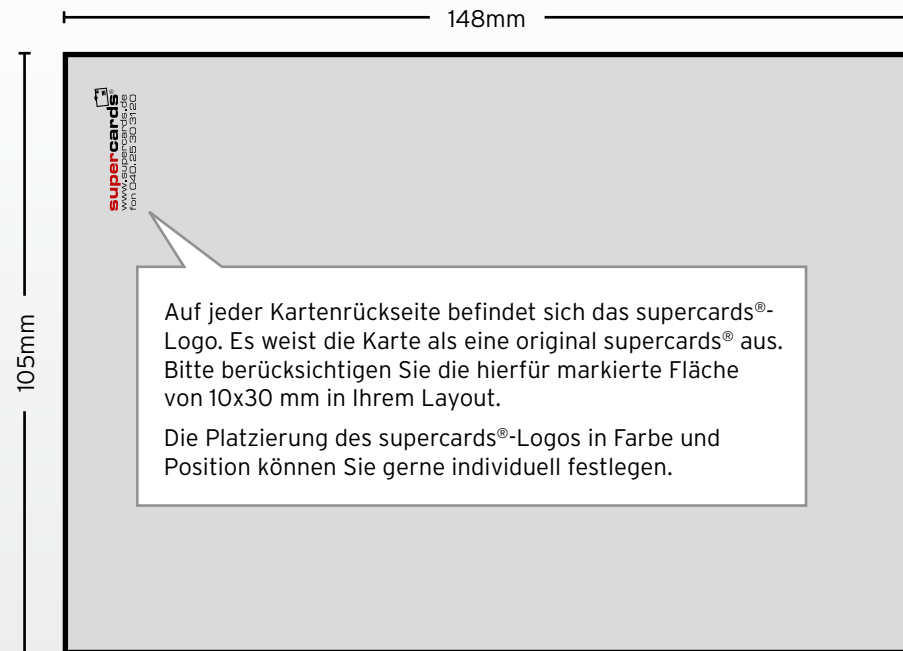 148mm
105mm
supercards®
www.supercards.de
fon 040.25 30 3120
Auf jeder Kartenrückseite befindet sich das supercards®-
Logo. Es weist die Karte als eine original supercards® aus.
Bitte berücksichtigen Sie die hierfür markierte Fläche
von 10x30 mm in Ihrem Layout.
Die Platzierung des supercards®-Logos in Farbe und
Position können Sie gerne individuell festlegen.